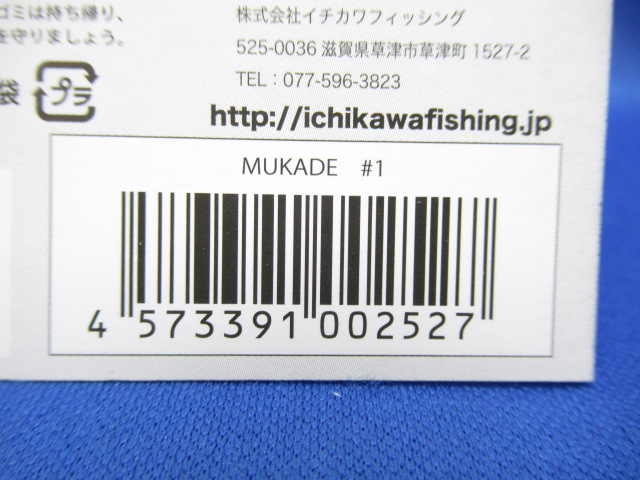 ゴミは持ち帰り、
を守りましょう。
袋
プラ
株式会社イチカワフィッシング
525-0036 滋賀県草津市草津町 1527-2
TEL：077-596-3823
http://ichikawafishing.jp
MUKADE #1
4 573391 002527